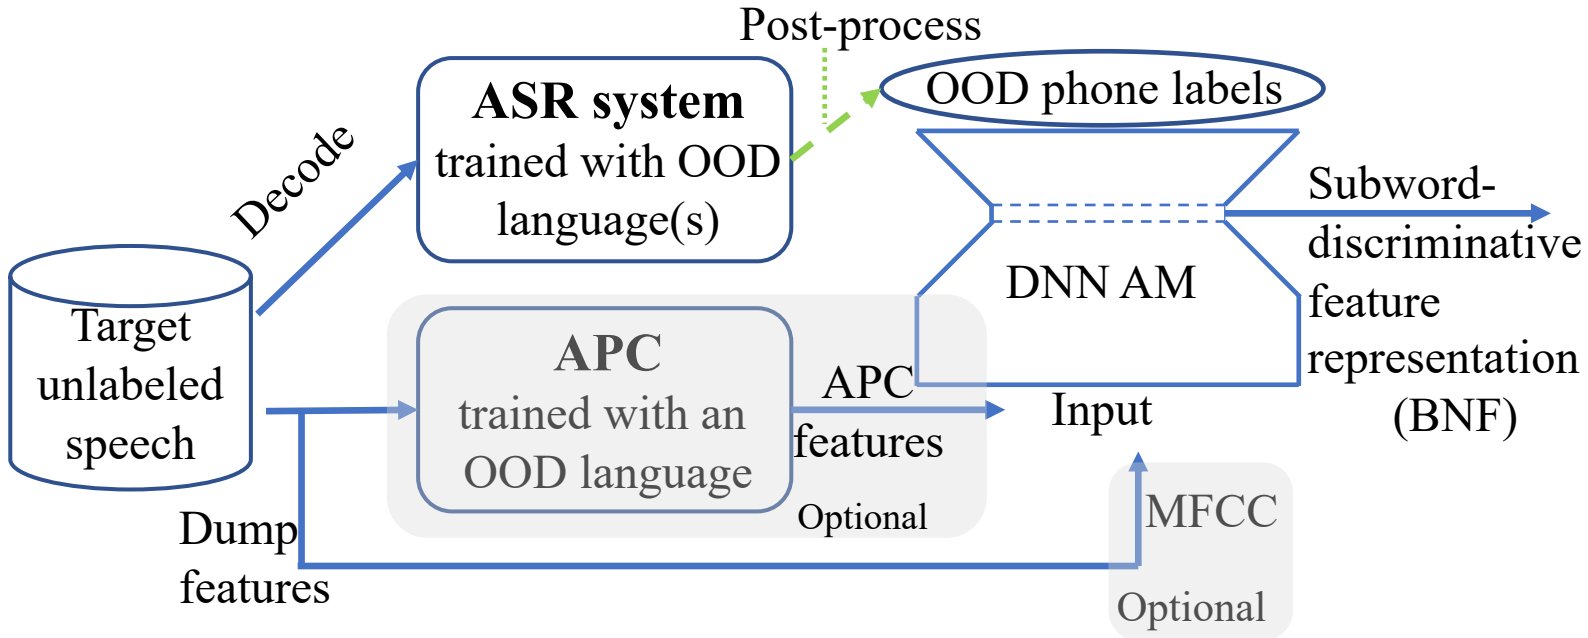 Post-process
ASR system
trained with OOD
language(s)
OOD phone labels
Decode
Subword-
discriminative
feature
representation
(BNF)
DNN AM
Target
unlabeled
speech
APC
trained with an
OOD language
APC
features
Optional
Input
MFCC
Optional
Dump
features